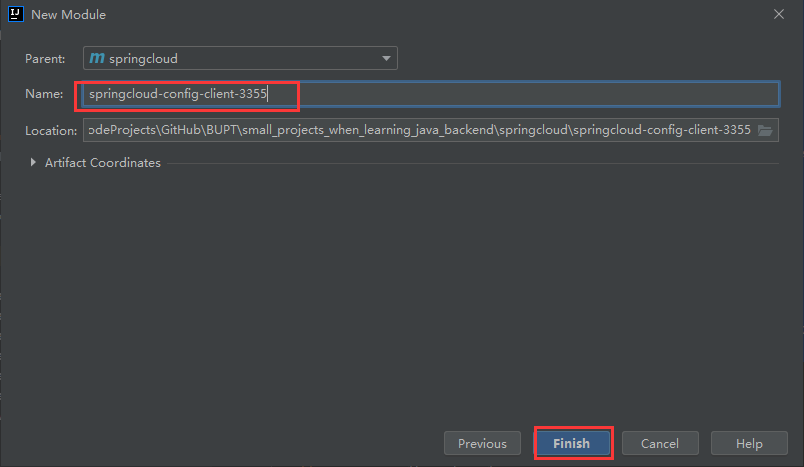 IJ New Module
Parent: m springcloud
Name: springcloud-config-client-3355
Location: odeProjects\GitHub\BUPT\small_projects_when_learning_java_backend\springcloud\springcloud-config-client-3355
Artifact Coordinates
Previous Finish Cancel Help